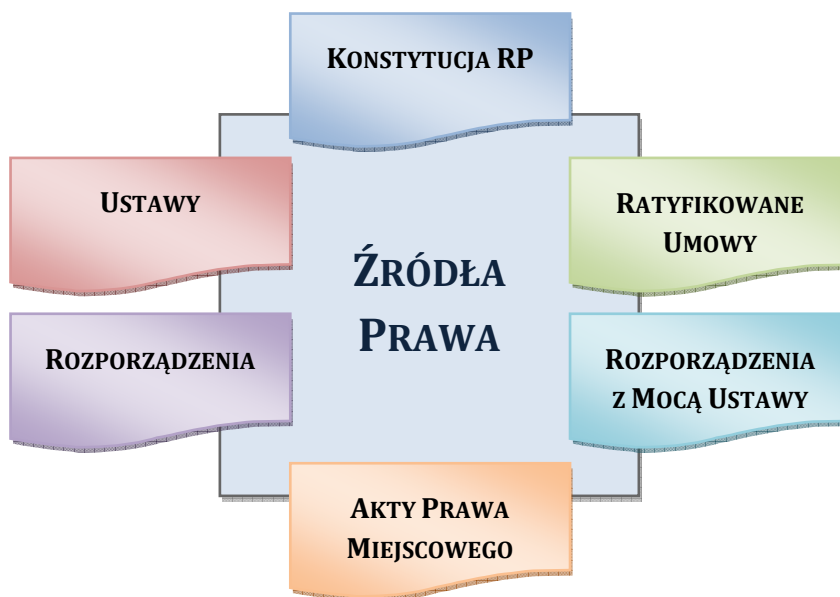 KONSTYTUCJA RP
USTAWY
RATYFIKOWANE
UMOWY
ŹRÓDŁA
PRAWA
ROZPORZĄDZENIA
ROZPORZĄDZENIA
Z MOCĄ USTAWY
AKTY PRAWA
MIEJSCOWEGO